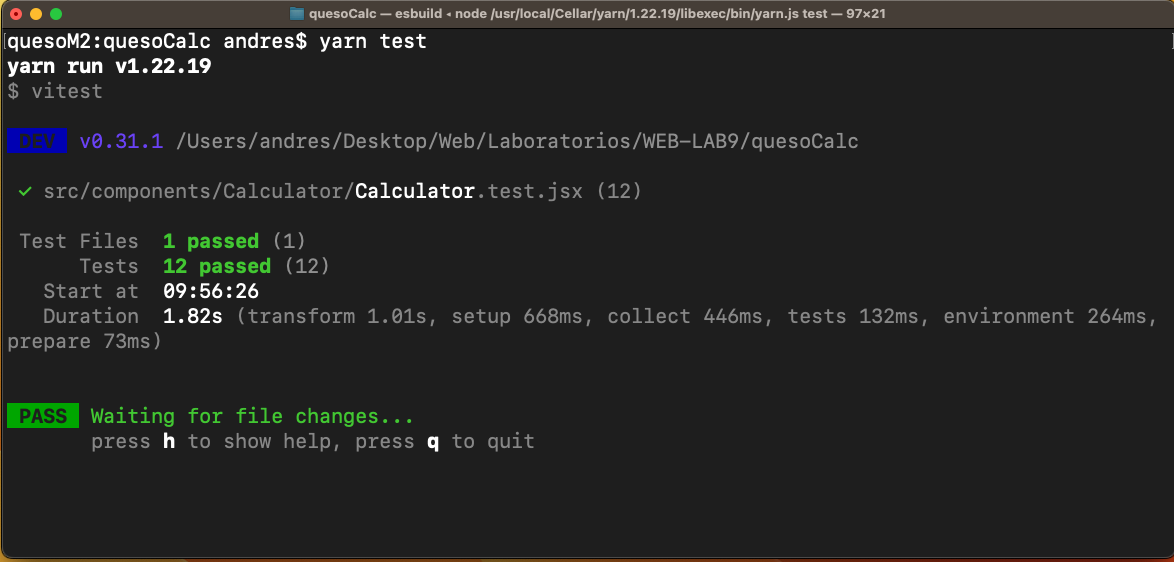 quesoCalc — esbuild ◂ node /usr/local/Cellar/yarn/1.22.19/libexec/bin/yarn.js test — 97×21
[quesoM2:quesoCalc andres$ yarn test ]
yarn run v1.22.19
$ vitest
DEV v0.31.1 /Users/andres/Desktop/Web/Laboratorios/WEB-LAB9/quesoCalc
✓ src/components/Calculator/Calculator.test.jsx (12)
Test Files 1 passed (1)
Tests 12 passed (12)
Start at 09:56:26
Duration 1.82s (transform 1.01s, setup 668ms, collect 446ms, tests 132ms, environment 264ms,
prepare 73ms)
PASS Waiting for file changes...
press h to show help, press q to quit